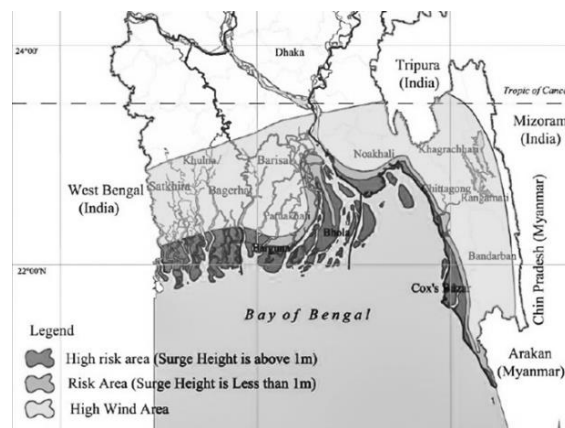 24°00'
Dhaka
Tripura
(India)
Tropic of Cance
Mizoram
(India)
Khulna
Barisal
Noakhali
Khagrachhari
West Bengal
(India)
Satkhira
Bagerhat
Chittagong
Rangamati
Patuakhali
Bhola
Barguna
Bandarban
Chin Pradesh (Myanmar)
22°00'N
Cox's Bazar
Bay of Bengal
Arakan
(Myanmar)
Legend
High risk area (Surge Height is above 1m)
Risk Area (Surge Height is Less than 1m)
High Wind Area